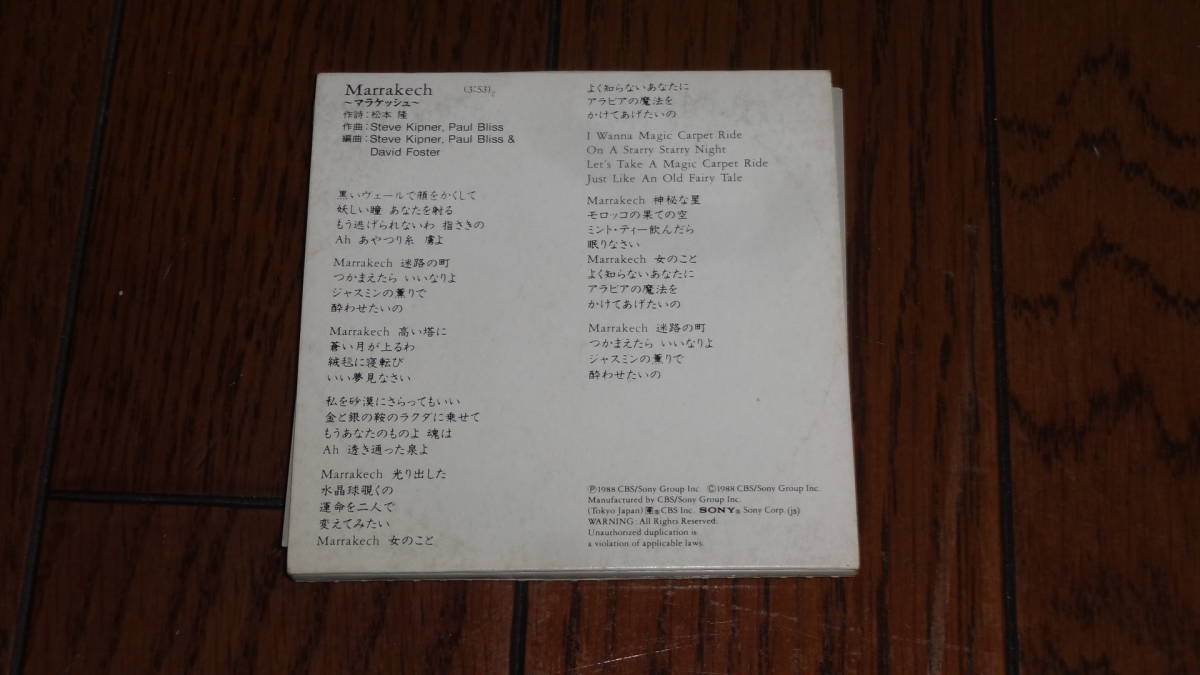 Marrakech (3:53)
〜マラケッシュ〜
作詩：松本 隆
作曲：Steve Kipner, Paul Bliss
編曲：Steve Kipner, Paul Bliss &
David Foster
黒いヴェールで顔をかくして
妖しい瞳 あなたを射る
もう逃げられないわ 指さきの
Ah あやつり糸 虜よ
Marrakech 迷路の町
つかまえたら いいなりよ
ジャスミンの薫りで
酔わせたいの
Marrakech 高い塔に
蒼い月が上るわ
絨毯に寝転び
いい夢見なさい
私を砂漠にさらってもいい
金と銀の鞍のラクダに乗せて
もうあなたのものよ 魂は
Ah 透き通った泉よ
Marrakech 光り出した
水晶球覗くの
運命を二人で
変えてみたい
Marrakech 女のこと
よく知らないあなたに
アラビアの魔法を
かけてあげたいの
I Wanna Magic Carpet Ride
On A Starry Starry Night
Let's Take A Magic Carpet Ride
Just Like An Old Fairy Tale
Marrakech 神秘な星
モロッコの果ての空
ミント・ティー飲んだら
眠りなさい
Marrakech 女のこと
よく知らないあなたに
アラビアの魔法を
かけてあげたいの
Marrakech 迷路の町
つかまえたら いいなりよ
ジャスミンの薫りで
酔わせたいの
℗1988 CBS/Sony Group Inc. ©1988 CBS/Sony Group Inc.
Manufactured by CBS/Sony Group Inc.
(Tokyo Japan) ®CBS Inc. SONY® Sony Corp. (js)
WARNING : All Rights Reserved.
Unauthorized duplication is
a violation of applicable laws.